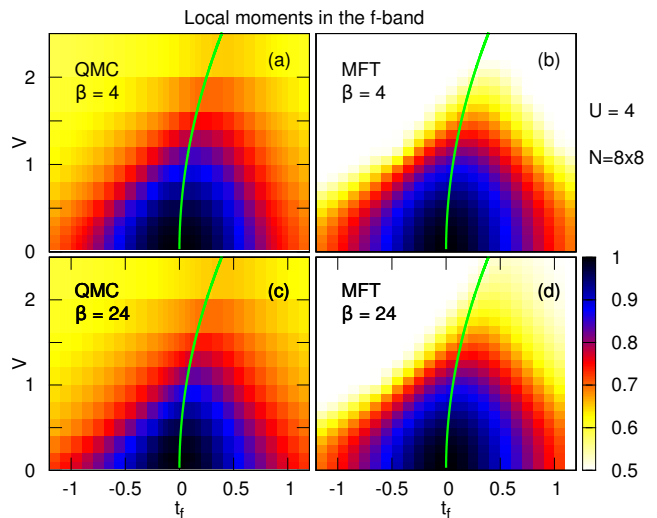 Local moments in the f-band
QMC
β = 4
(a)
MFT
β = 4
(b)
U = 4
N=8x8
V
2
1
0
QMC
β = 24
(c)
MFT
β = 24
(d)
V
2
1
0
-1 -0.5 0 0.5 1
t_f
-1 -0.5 0 0.5 1
t_f
1
0.9
0.8
0.7
0.6
0.5